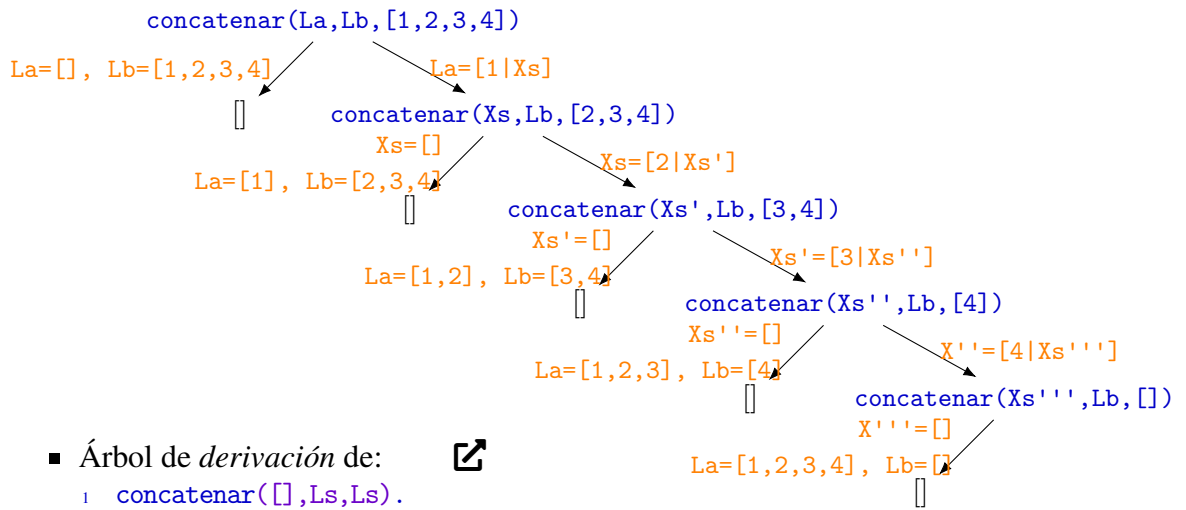 concatenar(La,Lb,[1,2,3,4])
La=[], Lb=[1,2,3,4]
La=[1|Xs]
[]
concatenar(Xs,Lb,[2,3,4])
Xs=[]
La=[1], Lb=[2,3,4]
Xs=[2|Xs']
[]
concatenar(Xs',Lb,[3,4])
Xs'=[]
La=[1,2], Lb=[3,4]
Xs'=[3|Xs'']
[]
concatenar(Xs'',Lb,[4])
Xs''=[]
La=[1,2,3], Lb=[4]
X''=[4|Xs''']
[]
concatenar(Xs''',Lb,[])
X'''=[]
La=[1,2,3,4], Lb=[]
[]
▪ Árbol de derivación de:
1 concatenar([],Ls,Ls).